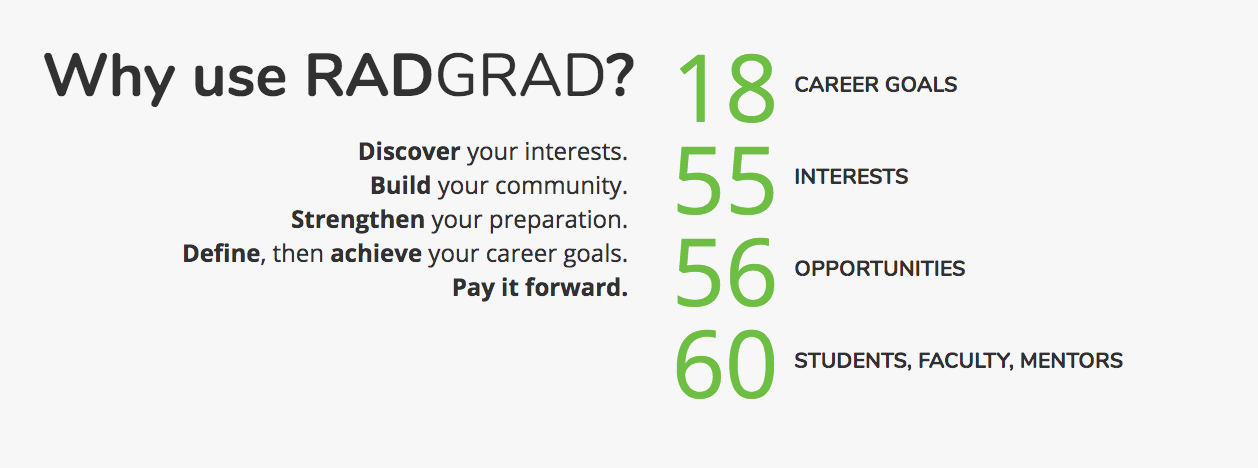 Why use RADGRAD?
Discover your interests.
Build your community.
Strengthen your preparation.
Define, then achieve your career goals.
Pay it forward.
18 CAREER GOALS
55 INTERESTS
56 OPPORTUNITIES
60 STUDENTS, FACULTY, MENTORS